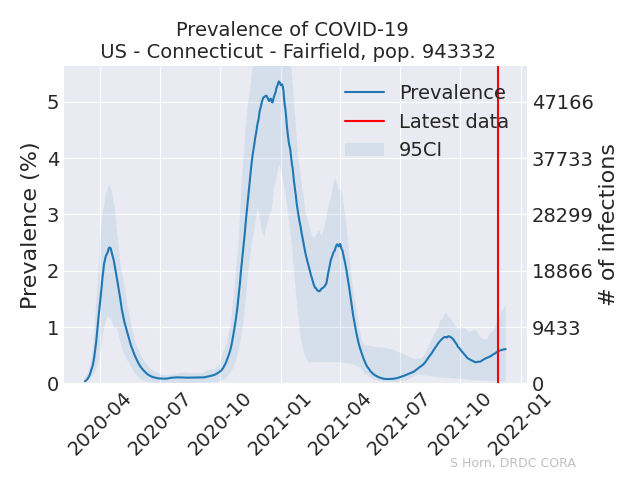 Prevalence of COVID-19
US - Connecticut - Fairfield, pop. 943332
Prevalence (%)
5
4
3
2
1
0
Prevalence
Latest data
95CI
47166
37733
28299
18866
9433
0
# of infections
2020-04
2020-07
2020-10
2021-01
2021-04
2021-07
2021-10
2022-01
S Horn, DRDC CORA